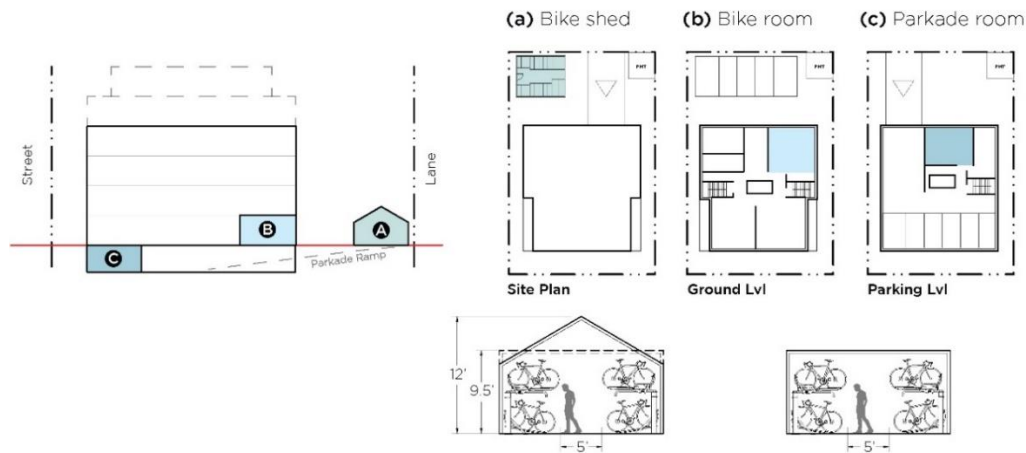 (a) Bike shed
(b) Bike room
(c) Parkade room
Street
Lane
A
B
C
Parkade Ramp
PMT
PMT
PMT
Site Plan
Ground Lvl
Parking Lvl
12'
9.5'
5'
5'